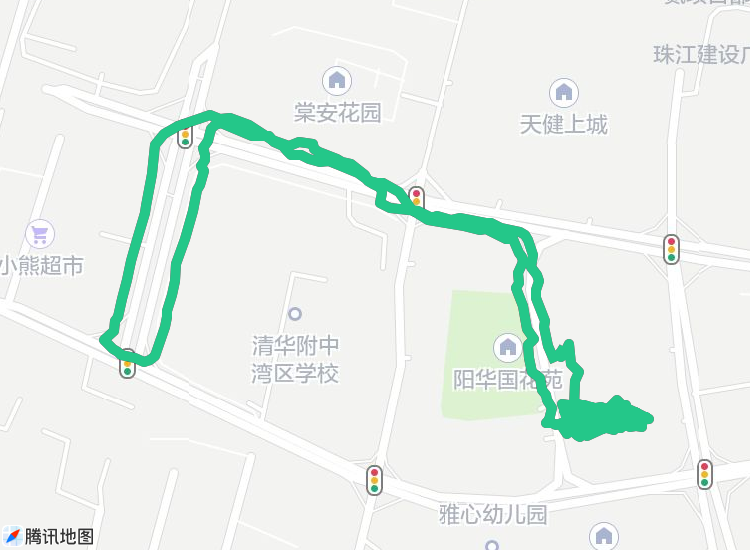 珠江建设广
棠安花园
天健上城
小熊超市
清华附中
湾区学校
阳华国花苑
雅心幼儿园
腾讯地图